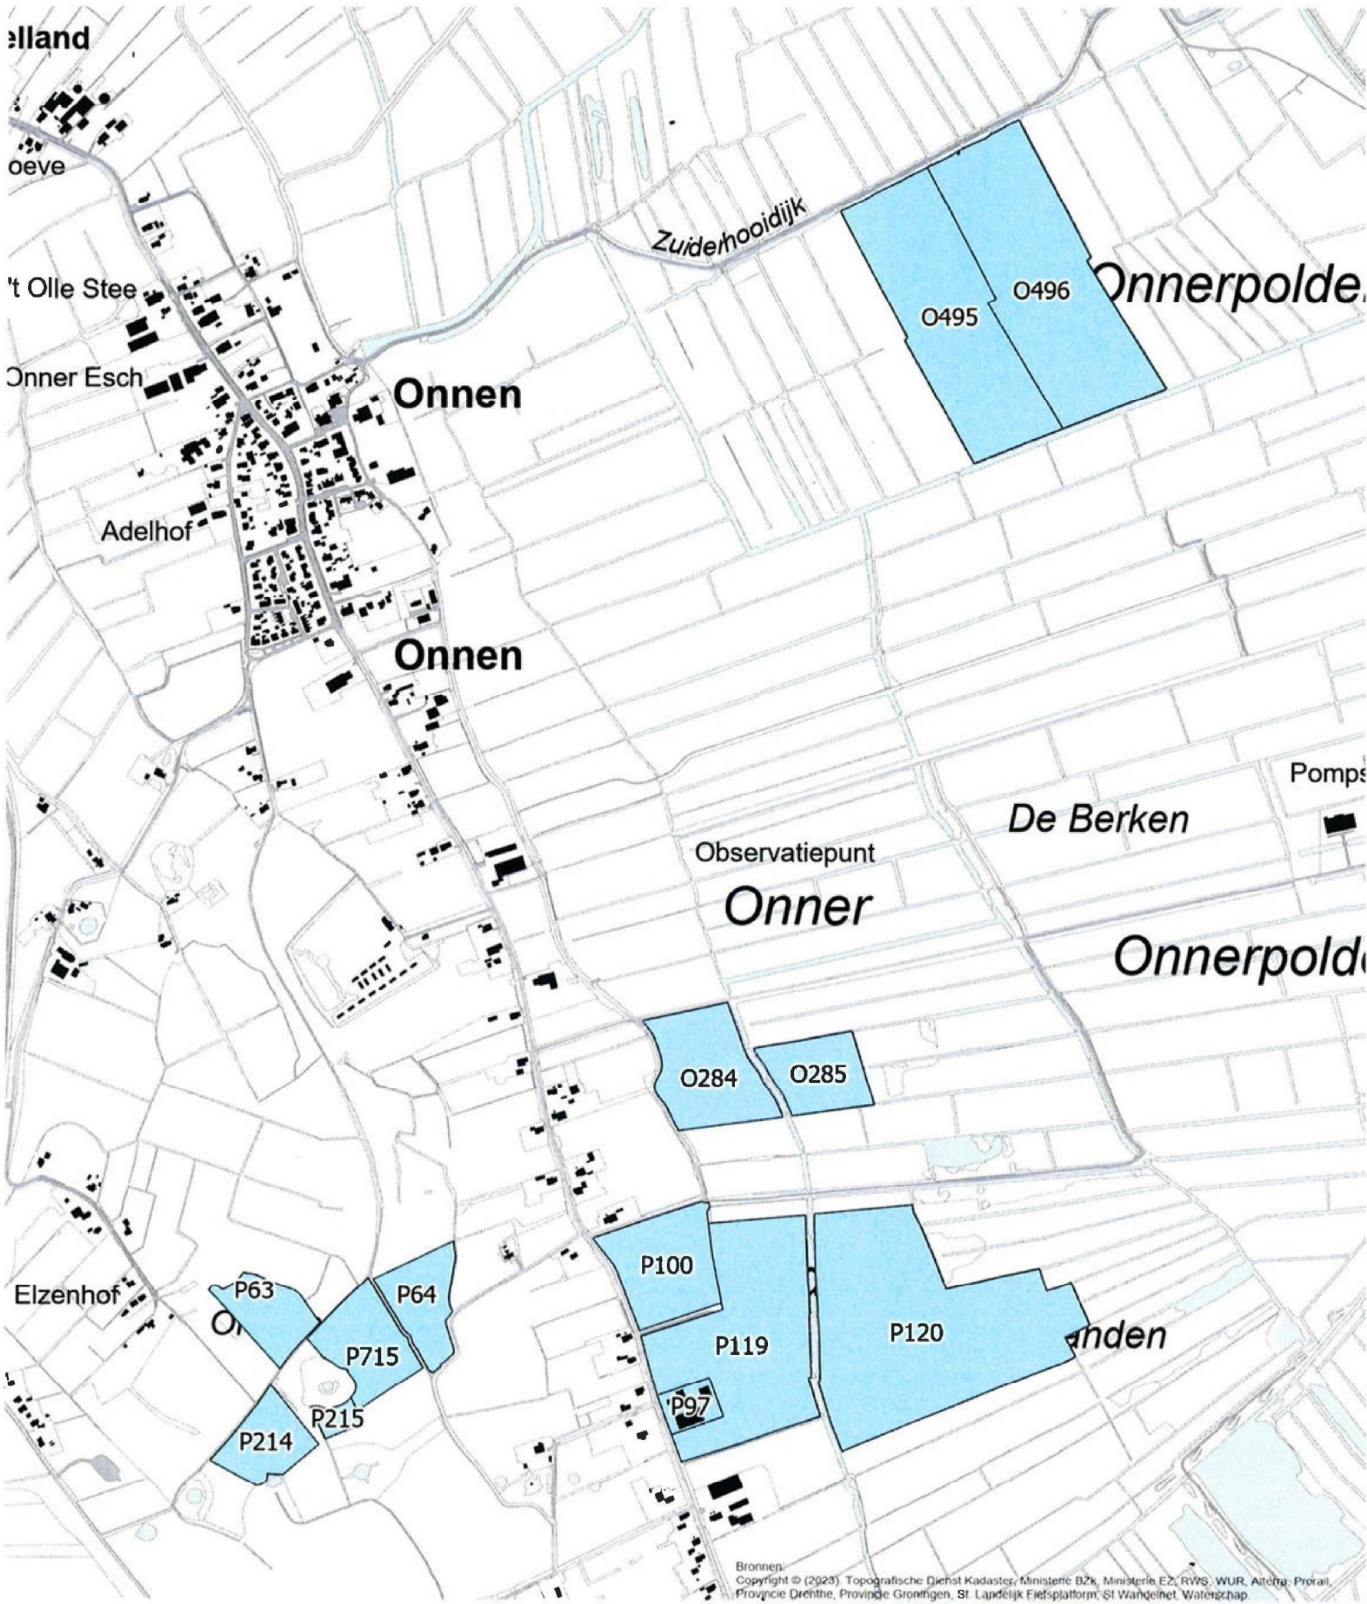 elland
oeve
Zuiderhooidijk
't Olle Stee
Onnerpolde
O496
O495
Onner Esch
Onnen
Adelhof
Onnen
Pomps
De Berken
Observatiepunt
Onner
Onnerpold
O284
O285
P100
P63
P64
Elzenhof
P120
anden
P119
P715
P97
P215
P214
Bronnen:
Copyright © (2023). Topografische Dienst Kadaster, Ministerie BZK, Ministerie EZ, RWS, WUR, Alterra, Prorail,
Provincie Drenthe, Provincie Groningen, St. Landelijk Fietsplatform, St Wandelnet, Waterschap.